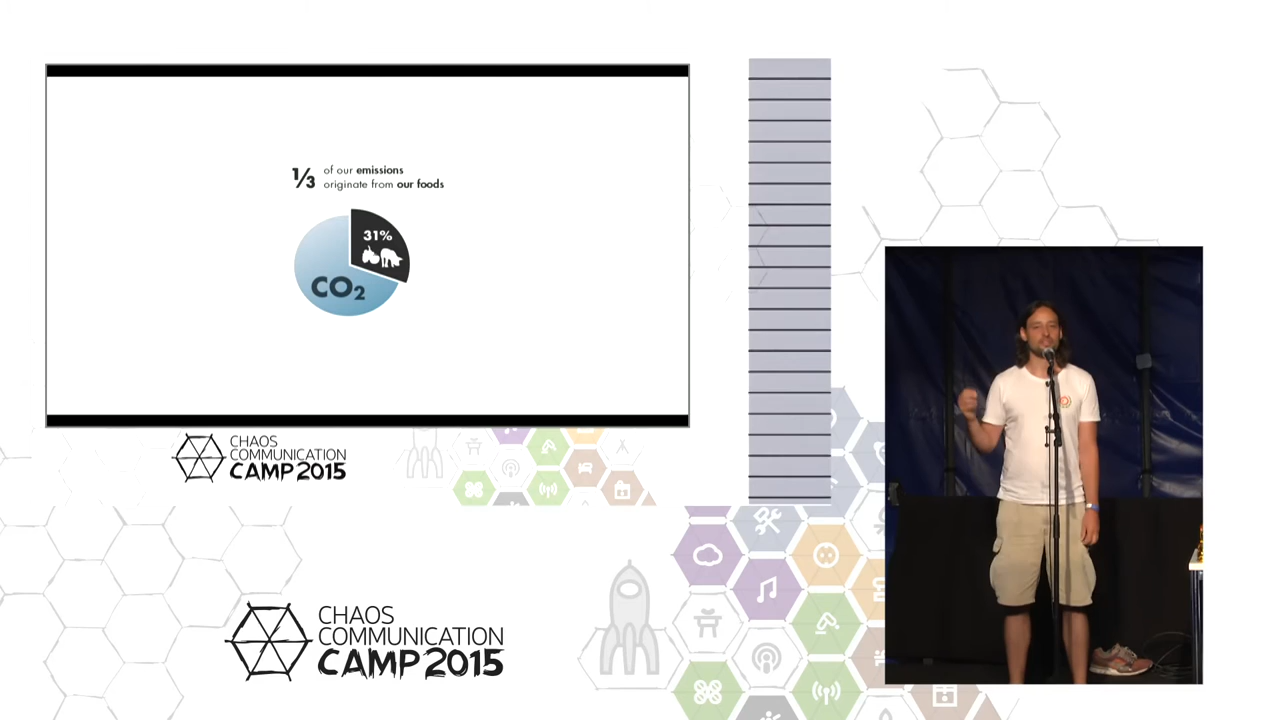 1/3 of our emissions
originate from our foods
31%
CO2
CHAOS
COMMUNICATION
CAMP 2015
CHAOS
COMMUNICATION
CAMP 2015